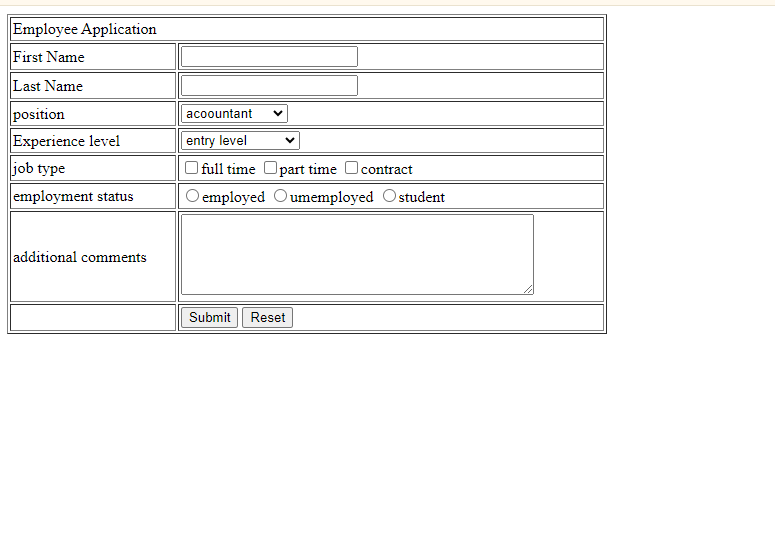 Employee Application
First Name
Last Name
position acoountant
Experience level entry level
job type full time part time contract
employment status employed umemployed student
additional comments
Submit Reset